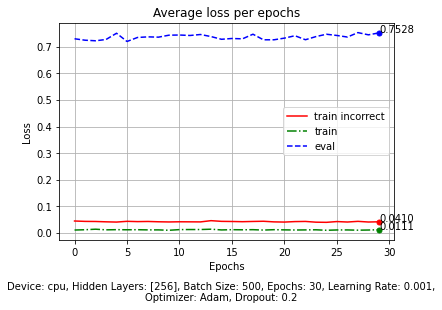 Average loss per epochs
0.7528
0.7
0.6
0.5
0.4
0.3
0.2
0.1
0.0
Loss
train incorrect
train
eval
0.0410
0.0111
0 5 10 15 20 25 30
Epochs
Device: cpu, Hidden Layers: [256], Batch Size: 500, Epochs: 30, Learning Rate: 0.001,
Optimizer: Adam, Dropout: 0.2